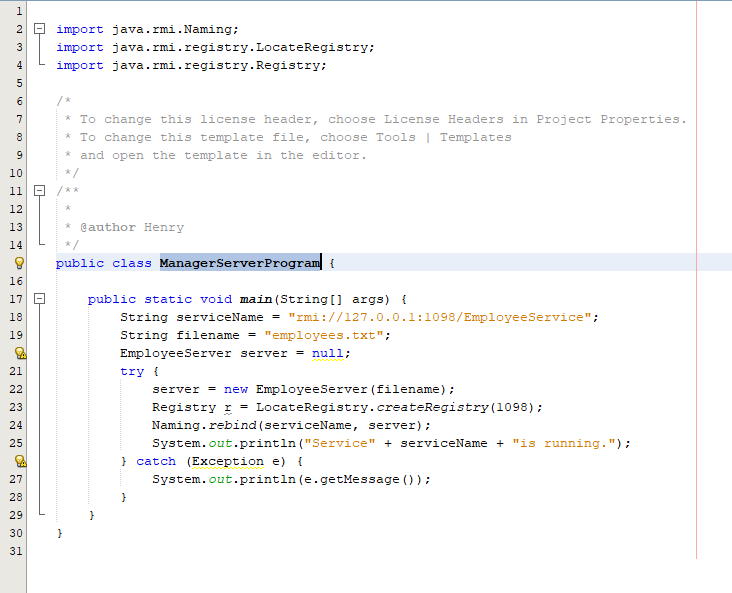 1
2 import java.rmi.Naming;
3 import java.rmi.registry.LocateRegistry;
4 import java.rmi.registry.Registry;
5
6 /*
7  * To change this license header, choose License Headers in Project Properties.
8  * To change this template file, choose Tools | Templates
9  * and open the template in the editor.
10  */
11 /**
12  *
13  * @author Henry
14  */
public class ManagerServerProgram {
16
17     public static void main(String[] args) {
18         String serviceName = "rmi://127.0.0.1:1098/EmployeeService";
19         String filename = "employees.txt";
        EmployeeServer server = null;
21         try {
22             server = new EmployeeServer(filename);
23             Registry r = LocateRegistry.createRegistry(1098);
24             Naming.rebind(serviceName, server);
25             System.out.println("Service" + serviceName + "is running.");
        } catch (Exception e) {
27             System.out.println(e.getMessage());
28         }
29     }
30 }
31